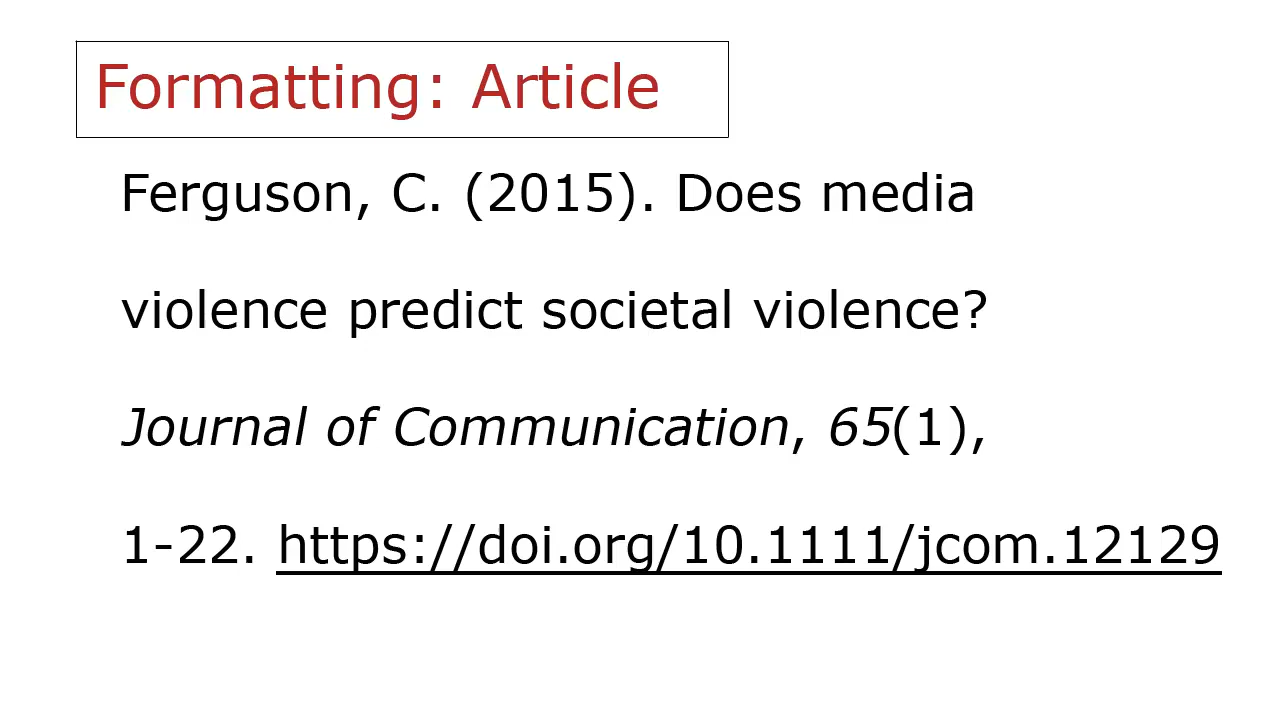 Formatting: Article
Ferguson, C. (2015). Does media
violence predict societal violence?
Journal of Communication, 65(1),
1-22. https://doi.org/10.1111/jcom.12129